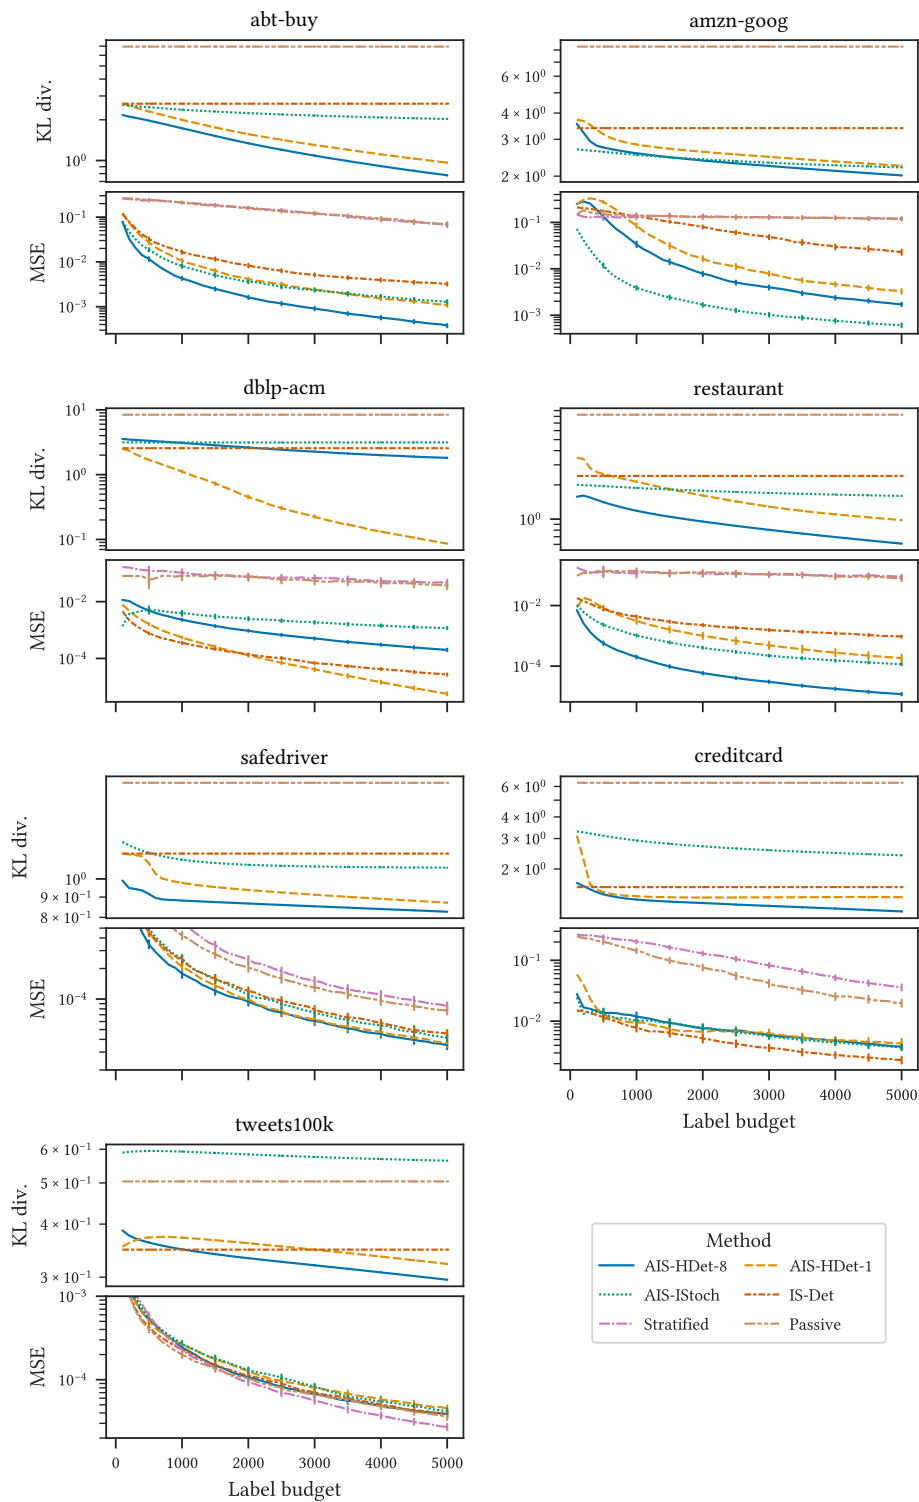 abt-buy
amzn-goog
KL div.
10⁰
6 × 10⁰
4 × 10⁰
3 × 10⁰
2 × 10⁰
MSE
10⁻¹
10⁻²
10⁻³
10⁻¹
10⁻²
10⁻³
dblp-acm
restaurant
KL div.
10¹
10⁰
10⁻¹
10⁰
MSE
10⁻²
10⁻⁴
10⁻²
10⁻⁴
safedriver
creditcard
KL div.
10⁰
9 × 10⁻¹
8 × 10⁻¹
6 × 10⁰
4 × 10⁰
3 × 10⁰
2 × 10⁰
MSE
10⁻⁴
10⁻¹
10⁻²
0 1000 2000 3000 4000 5000
Label budget
tweets100k
KL div.
6 × 10⁻¹
5 × 10⁻¹
4 × 10⁻¹
3 × 10⁻¹
MSE
10⁻³
10⁻⁴
0 1000 2000 3000 4000 5000
Label budget
Method
AIS-HDet-8 AIS-HDet-1
AIS-IStoch IS-Det
Stratified Passive